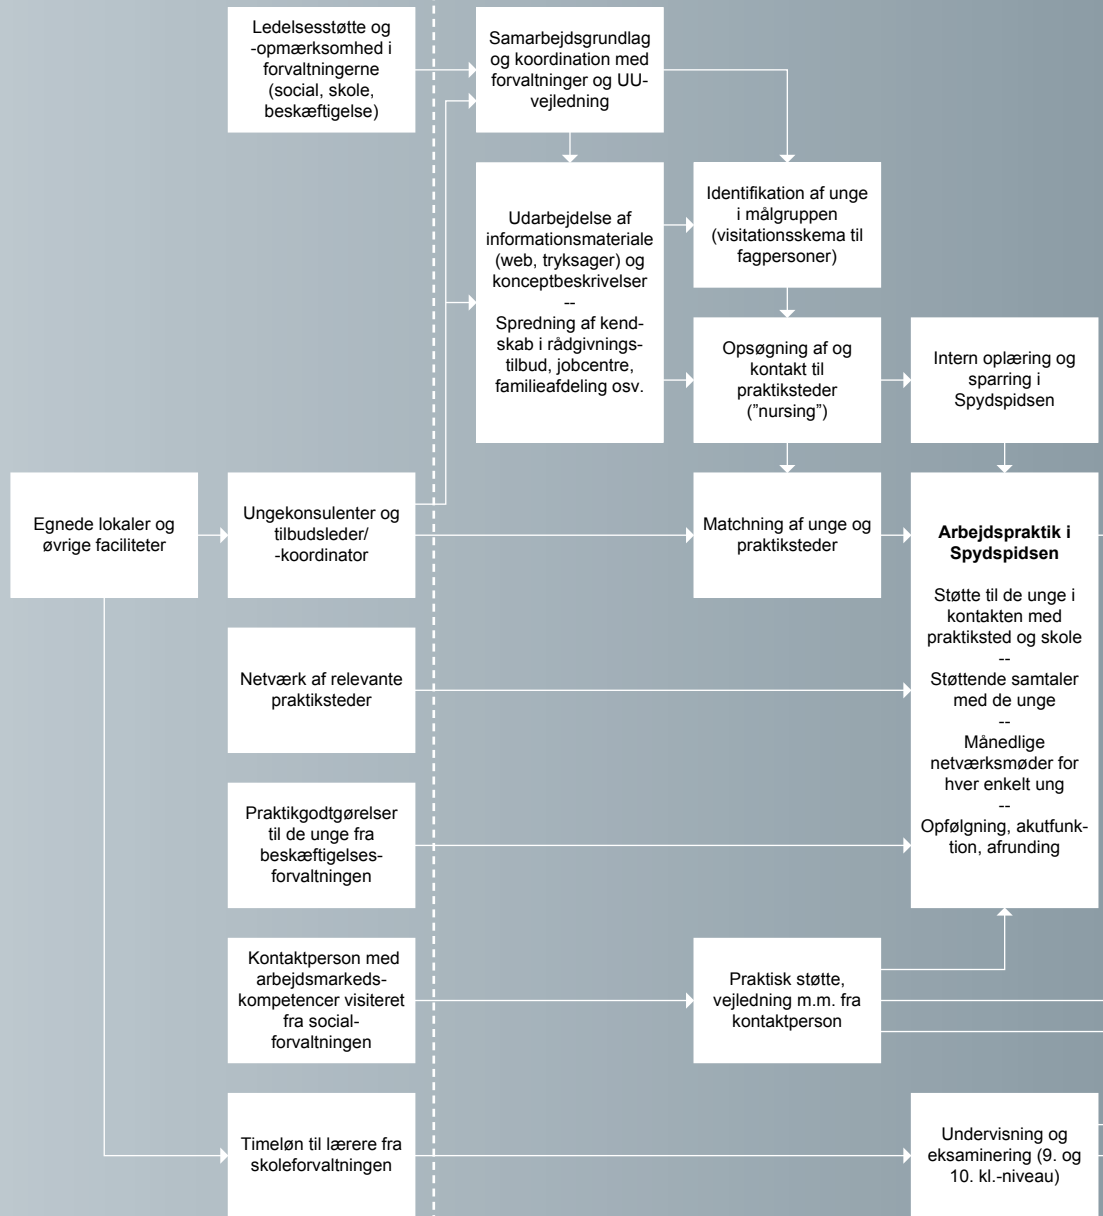 Ledelsesstøtte og
-opmærksomhed i
forvaltningerne
(social, skole,
beskæftigelse)
Samarbejdsgrundlag
og koordination med
forvaltninger og UU-
vejledning
Udarbejdelse af
informationsmateriale
(web, tryksager) og
konceptbeskrivelser
--
Spredning af kend-
skab i rådgivnings-
tilbud, jobcentre,
familieafdeling osv.
Identifikation af unge
i målgruppen
(visitationsskema til
fagpersoner)
Opsøgning af og
kontakt til
praktiksteder
("nursing")
Intern oplæring og
sparring i
Spydspidsen
Egnede lokaler og
øvrige faciliteter
Ungekonsulenter og
tilbudsleder/
-koordinator
Matchning af unge og
praktiksteder
Arbejdspraktik i
Spydspidsen
Støtte til de unge i
kontakten med
praktiksted og skole
--
Støttende samtaler
med de unge
--
Månedlige
netværksmøder for
hver enkelt ung
--
Opfølgning, akutfunk-
tion, afrunding
Netværk af relevante
praktiksteder
Praktikgodtgørelser
til de unge fra
beskæftigelses-
forvaltningen
Kontaktperson med
arbejdsmarkeds-
kompetencer visiteret
fra social-
forvaltningen
Praktisk støtte,
vejledning m.m. fra
kontaktperson
Timeløn til lærere fra
skoleforvaltningen
Undervisning og
eksaminering (9. og
10. kl.-niveau)